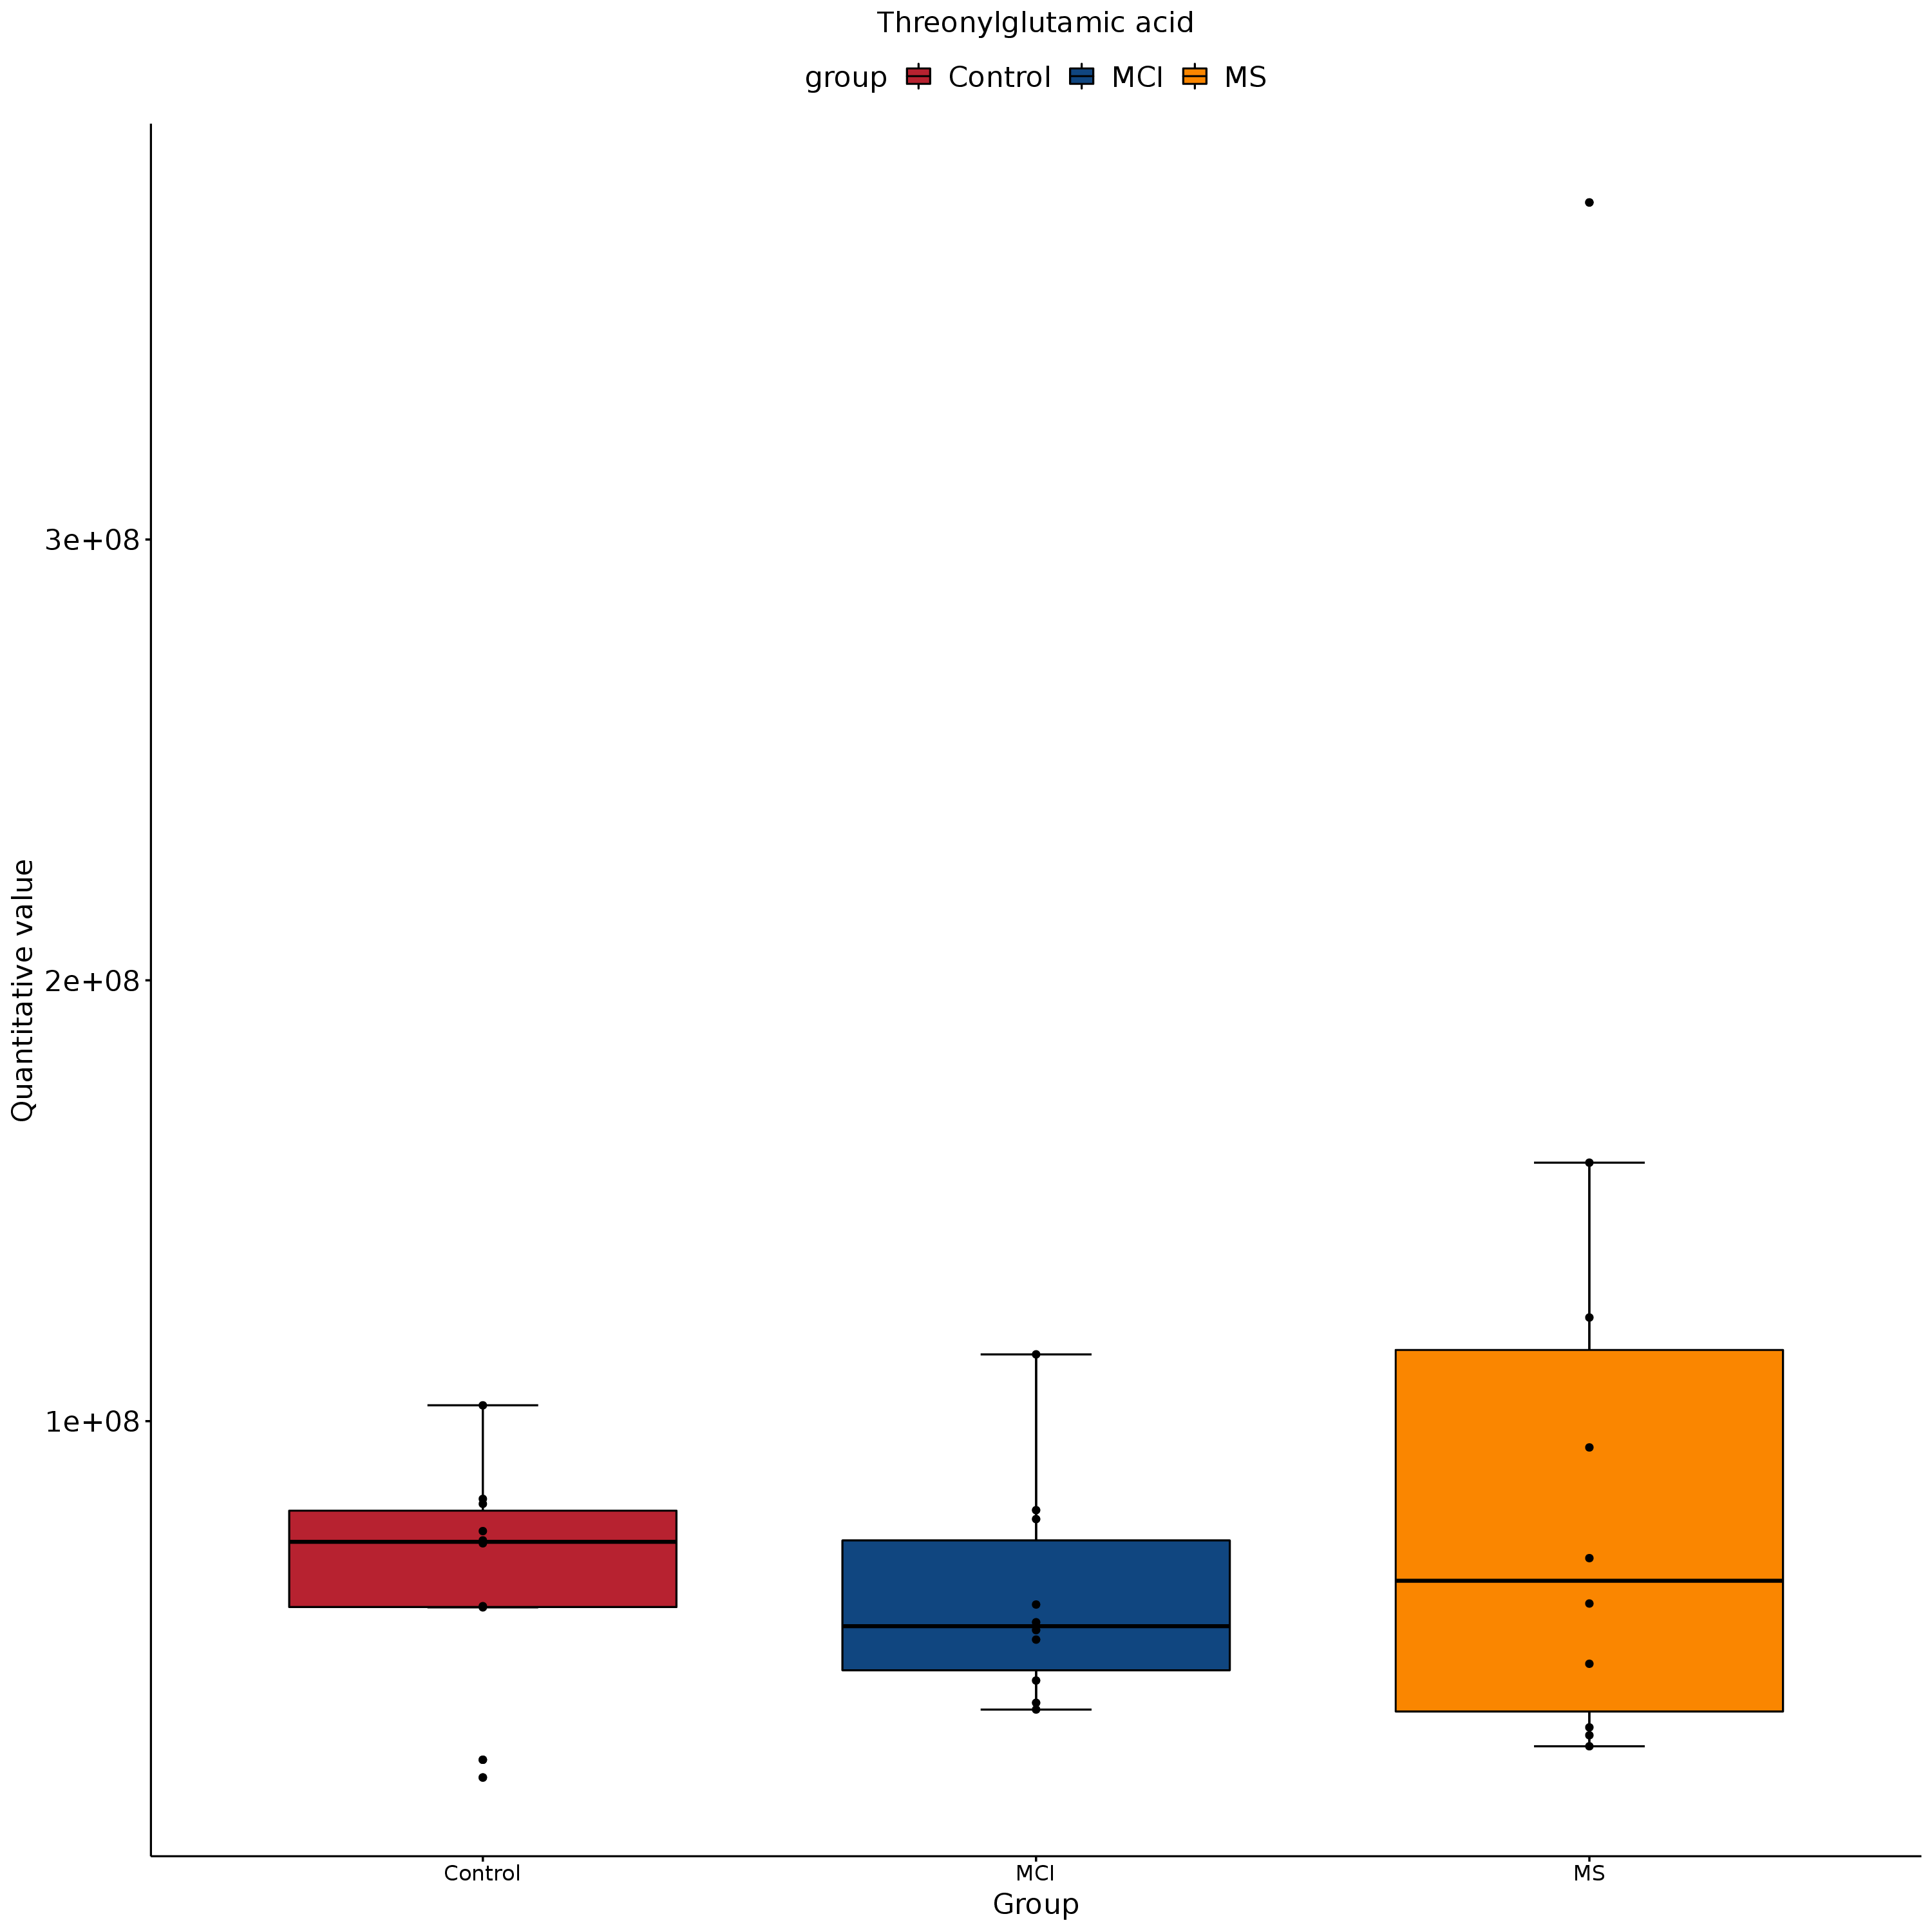 Threonylglutamic acid
group Control MCI MS
Quantitative value
3e+08
2e+08
1e+08
Control MCI MS
Group